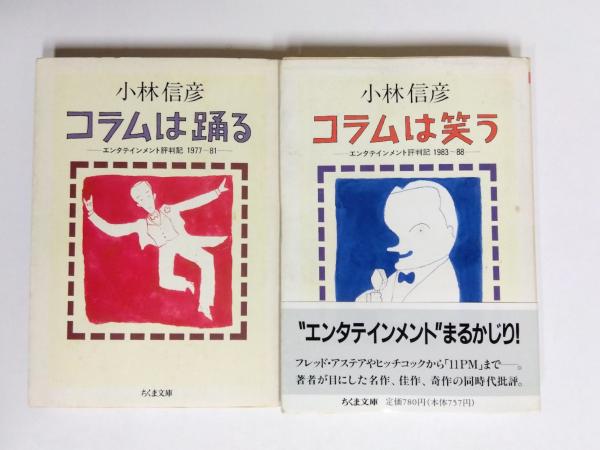 小林信彦
コラムは踊る
エンタテインメント評判記 1977―81
ちくま文庫
小林信彦
コラムは笑う
エンタテインメント評判記 1983―88
"エンタテインメント"まるかじり!
フレッド・アステアやヒッチコックから「11PM」まで――。
著者が目にした名作、佳作、奇作の同時代批評。
ちくま文庫 定価780円(本体757円)